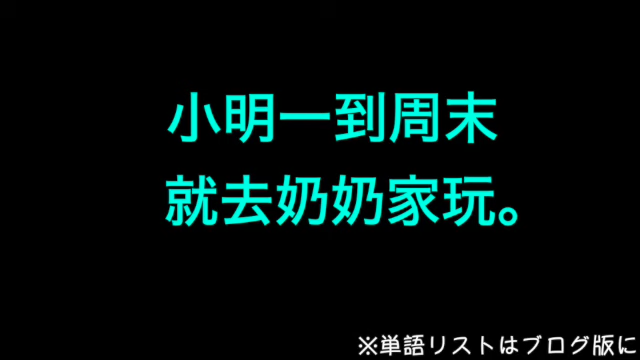 小明一到周末
就去奶奶家玩。
※単語リストはブログ版に